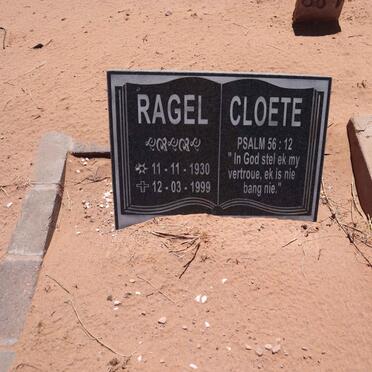 RAGEL
11-11-1930
12-03-1999
CLOETE
PSALM 56 : 12
"In God stel ek my
vertroue, ek is nie
bang nie."